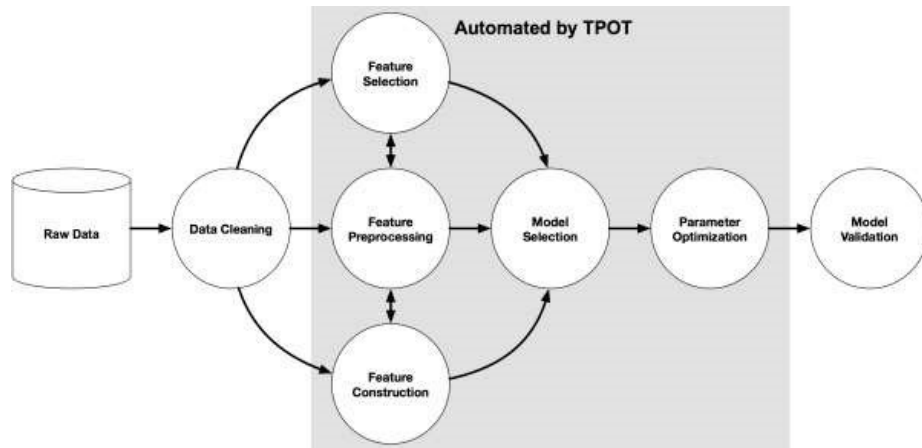 Automated by TPOT
Feature
Selection
Raw Data
Data Cleaning
Feature
Preprocessing
Model
Selection
Parameter
Optimization
Model
Validation
Feature
Construction